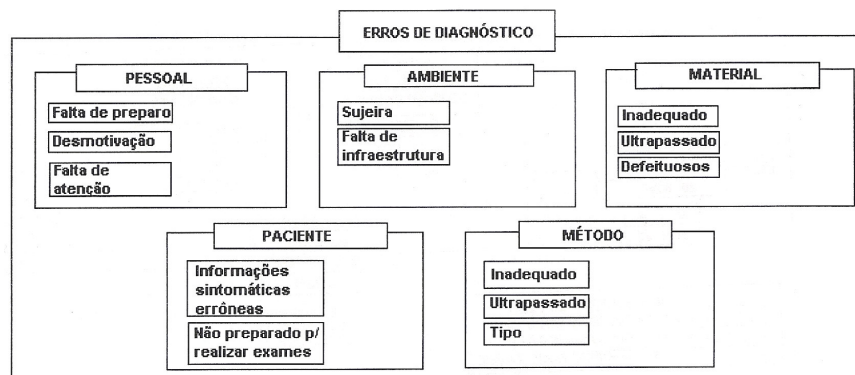 ERROS DE DIAGNÓSTICO
PESSOAL
Falta de preparo
Desmotivação
Falta de
atenção
AMBIENTE
Sujeira
Falta de
infraestrutura
MATERIAL
Inadequado
Ultrapassado
Defeituosos
PACIENTE
Informações
sintomáticas
errôneas
Não preparado p/
realizar exames
MÉTODO
Inadequado
Ultrapassado
Tipo